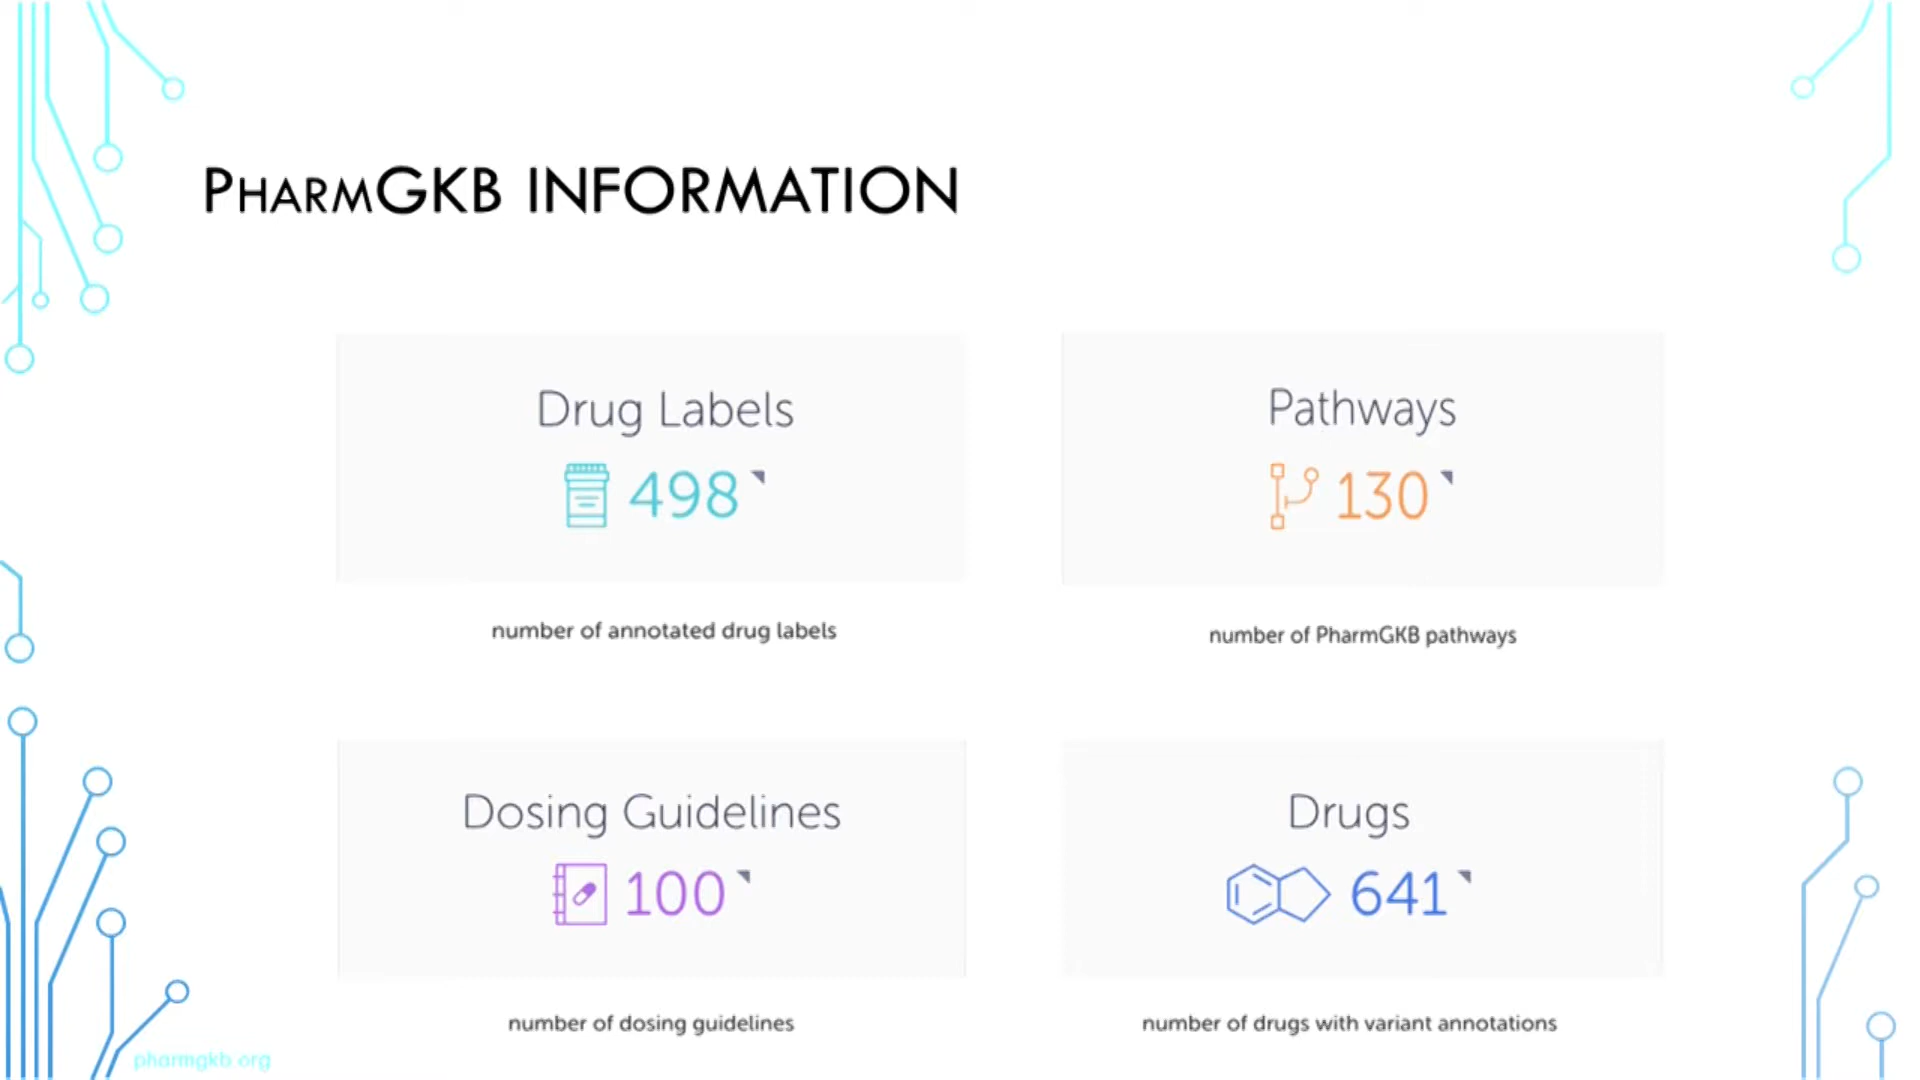 PharmGKB INFORMATION
Drug Labels
498
number of annotated drug labels
Pathways
130
number of PharmGKB pathways
Dosing Guidelines
100
number of dosing guidelines
Drugs
641
number of drugs with variant annotations
pharmgkb.org